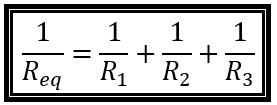 1/R_eq = 1/R_1 + 1/R_2 + 1/R_3